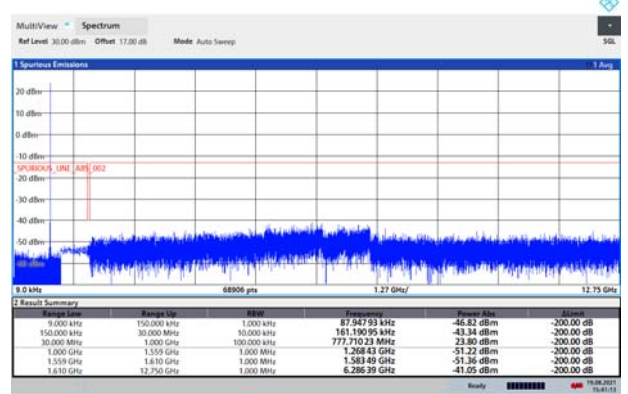 MultiView Spectrum
Ref Level 30.00 dBm Offset 17.00 dB Mode Auto Sweep SGL
1 Spurious Emissions 1 Avg
20 dBm
10 dBm
0 dBm
-10 dBm
_SPURIOUS_LINE_ABS_002
-20 dBm
-30 dBm
-40 dBm
-50 dBm
9.0 kHz 68906 pts 1.27 GHz/ 12.75 GHz
2 Result Summary
Range Low Range Up RBW Frequency Power Abs ΔLimit
9.000 kHz 150.000 kHz 1.000 kHz 87.94793 kHz -46.82 dBm -200.00 dB
150.000 kHz 30.000 MHz 10.000 kHz 161.19095 kHz -43.34 dBm -200.00 dB
30.000 MHz 1.000 GHz 100.000 kHz 777.71023 MHz 23.80 dBm -200.00 dB
1.000 GHz 1.559 GHz 1.000 MHz 1.26843 GHz -51.22 dBm -200.00 dB
1.559 GHz 1.610 GHz 1.000 MHz 1.58349 GHz -51.36 dBm -200.00 dB
1.610 GHz 12.750 GHz 1.000 MHz 6.28639 GHz -41.05 dBm -200.00 dB
Ready 19.08.2021
15:41:13